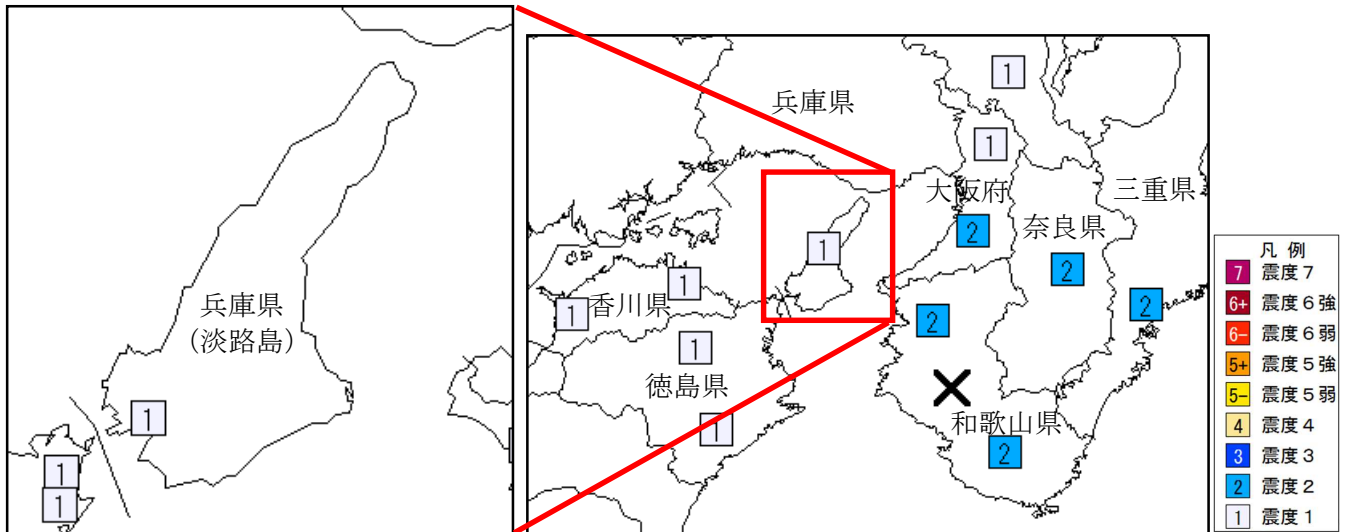 兵庫県
(淡路島)
1
1
1
兵庫県
1
1
大阪府
三重県
2
奈良県
1
2
1
香川県
1
2
2
1
徳島県
和歌山県
1
2
凡 例
7 震度７
6+ 震度６強
6− 震度６弱
5+ 震度５強
5− 震度５弱
4 震度４
3 震度３
2 震度２
1 震度１